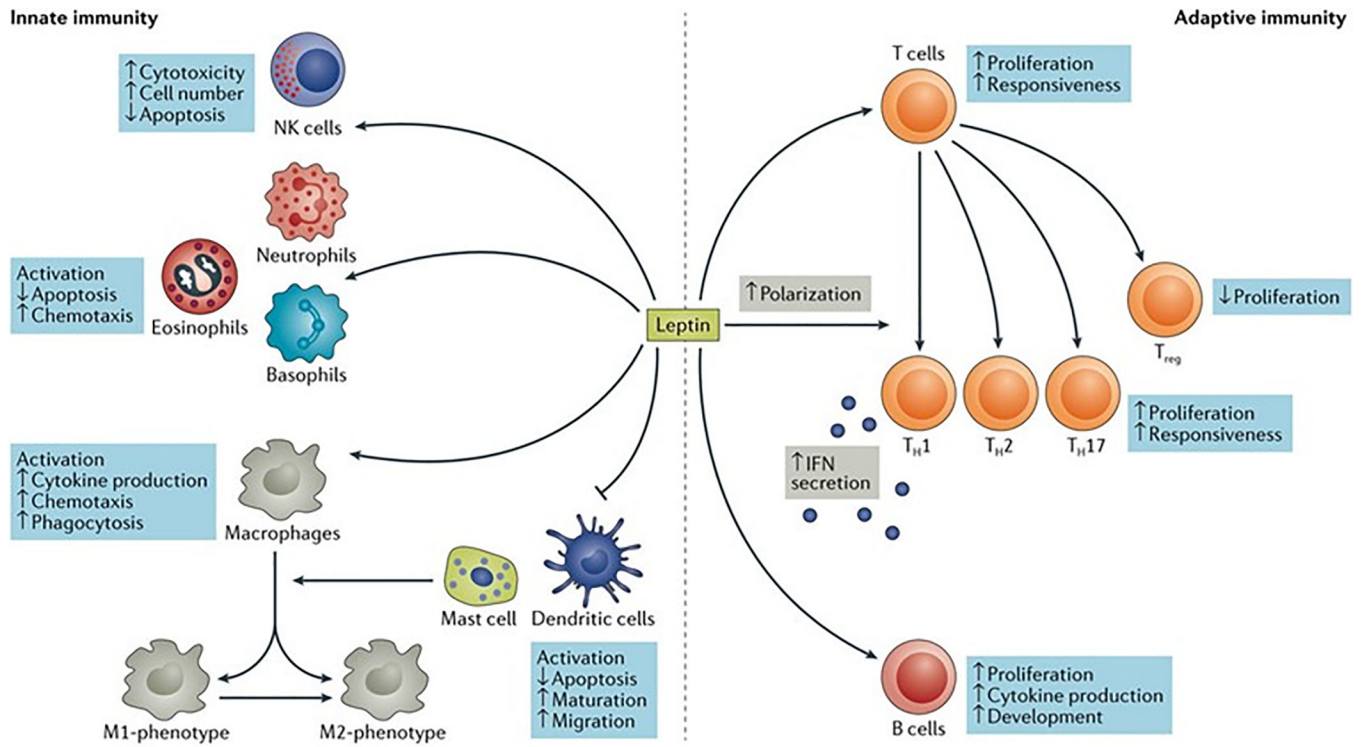 Innate immunity
Adaptive immunity
↑Cytotoxicity
↑Cell number
↓Apoptosis
NK cells
Neutrophils
Activation
↓Apoptosis
↑Chemotaxis
Eosinophils
Basophils
Activation
↑Cytokine production
↑Chemotaxis
↑Phagocytosis
Macrophages
Mast cell
Dendritic cells
Activation
↓Apoptosis
↑Maturation
↑Migration
M1-phenotype
M2-phenotype
Leptin
T cells
↑Proliferation
↑Responsiveness
↑Polarization
↓Proliferation
Treg
TH1
TH2
TH17
↑Proliferation
↑Responsiveness
↑IFN
secretion
B cells
↑Proliferation
↑Cytokine production
↑Development